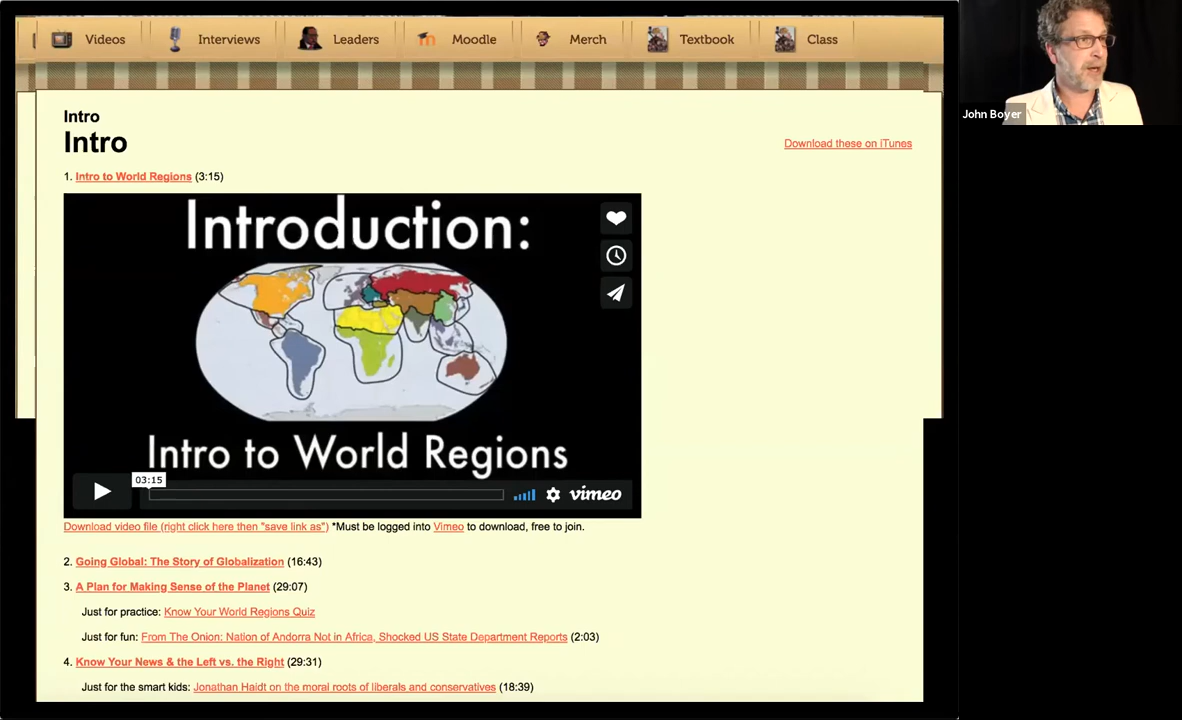 Videos
Interviews
Leaders
Moodle
Merch
Textbook
Class
John Boyer
Intro
Intro
Download these on iTunes
1. Intro to World Regions (3:15)
Introduction:
Intro to World Regions
03:15
vimeo
Download video file (right click here then "save link as") *Must be logged into Vimeo to download, free to join.
2. Going Global: The Story of Globalization (16:43)
3. A Plan for Making Sense of the Planet (29:07)
Just for practice: Know Your World Regions Quiz
Just for fun: From The Onion: Nation of Andorra Not in Africa, Shocked US State Department Reports (2:03)
4. Know Your News & the Left vs. the Right (29:31)
Just for the smart kids: Jonathan Haidt on the moral roots of liberals and conservatives (18:39)